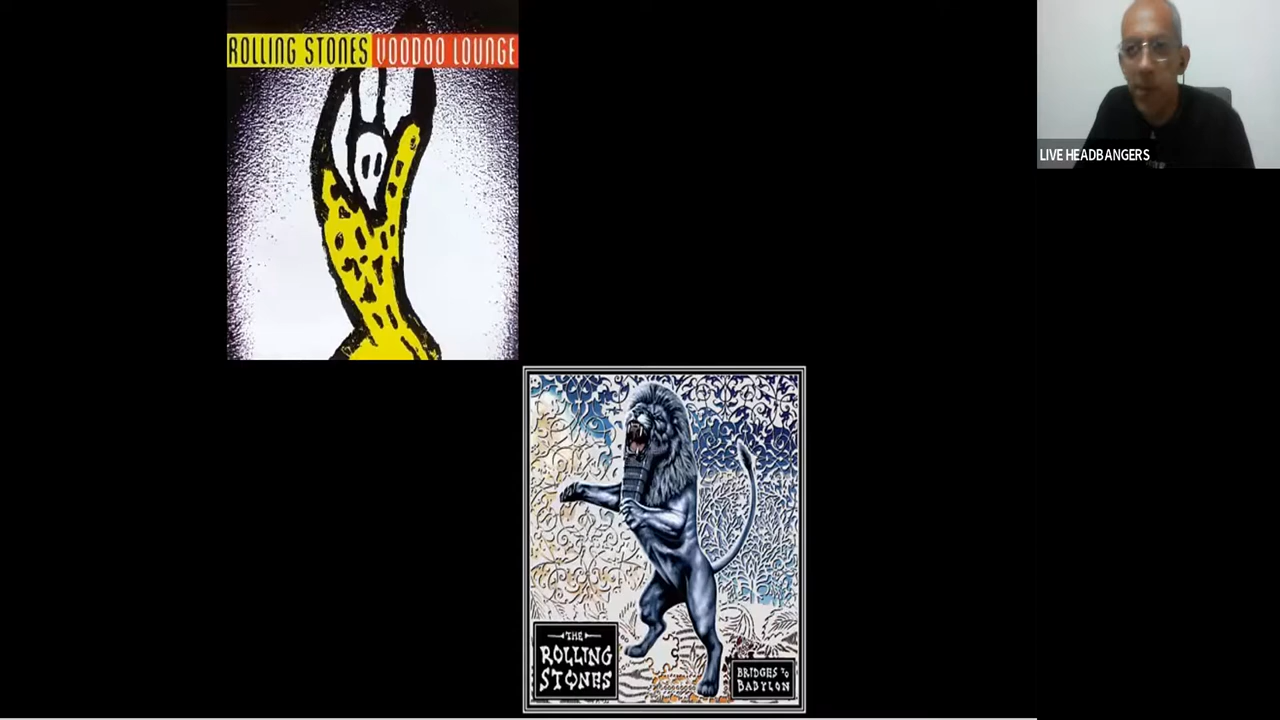 ROLLING STONES VOODOO LOUNGE
LIVE HEADBANGERS
THE
ROLLING
STONES
BRIDGES TO
BABYLON